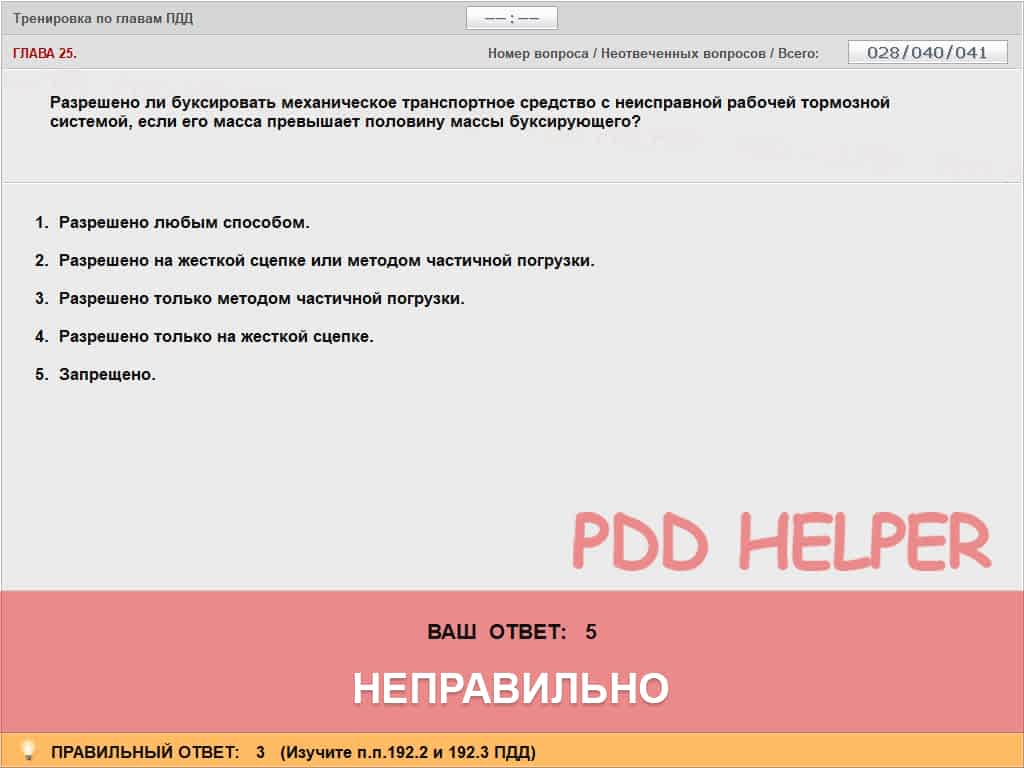 Тренировка по главам ПДД
—— : ——
ГЛАВА 25.
Номер вопроса / Неотвеченных вопросов / Всего:
028/040/041
Разрешено ли буксировать механическое транспортное средство с неисправной рабочей тормозной
системой, если его масса превышает половину массы буксирующего?
1. Разрешено любым способом.
2. Разрешено на жесткой сцепке или методом частичной погрузки.
3. Разрешено только методом частичной погрузки.
4. Разрешено только на жесткой сцепке.
5. Запрещено.
PDD HELPER
ВАШ ОТВЕТ: 5
НЕПРАВИЛЬНО
ПРАВИЛЬНЫЙ ОТВЕТ: 3 (Изучите п.п.192.2 и 192.3 ПДД)